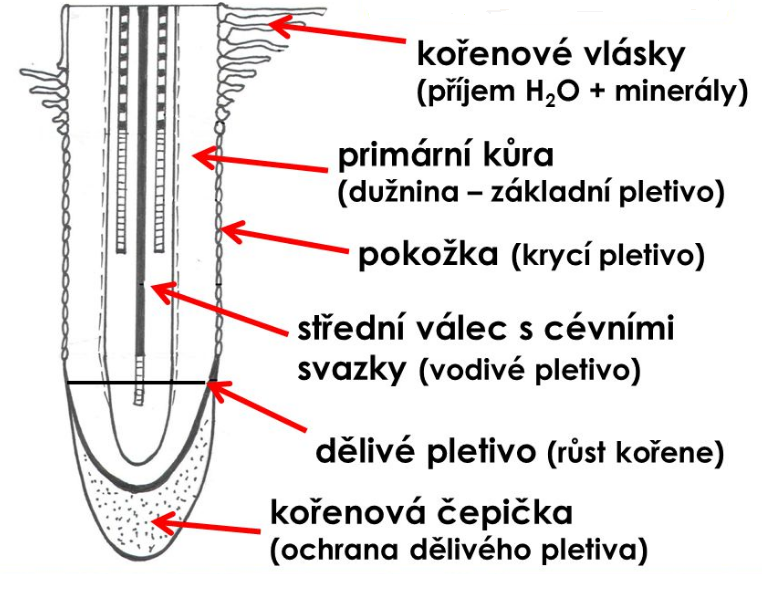 kořenové vlásky
(příjem H₂O + minerály)
primární kůra
(dužnina – základní pletivo)
pokožka (krycí pletivo)
střední válec s cévními
svazky (vodivé pletivo)
dělivé pletivo (růst kořene)
kořenová čepička
(ochrana dělivého pletiva)